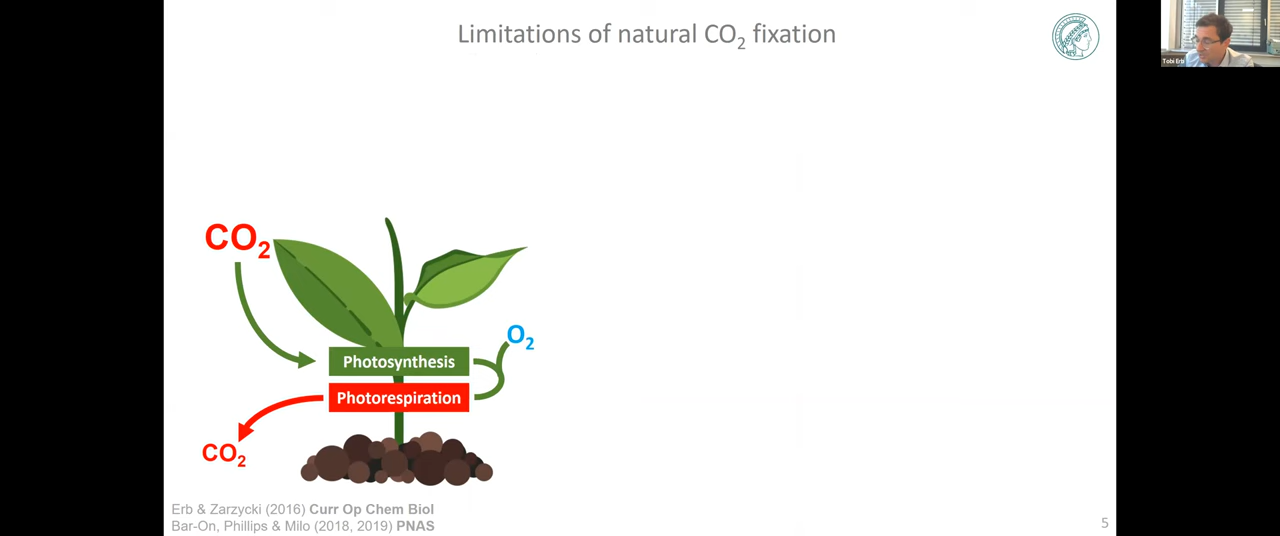 Limitations of natural CO₂ fixation
Tobi Erb
CO₂
O₂
Photosynthesis
Photorespiration
CO₂
Erb & Zarzycki (2016) Curr Op Chem Biol
Bar-On, Phillips & Milo (2018, 2019) PNAS
5